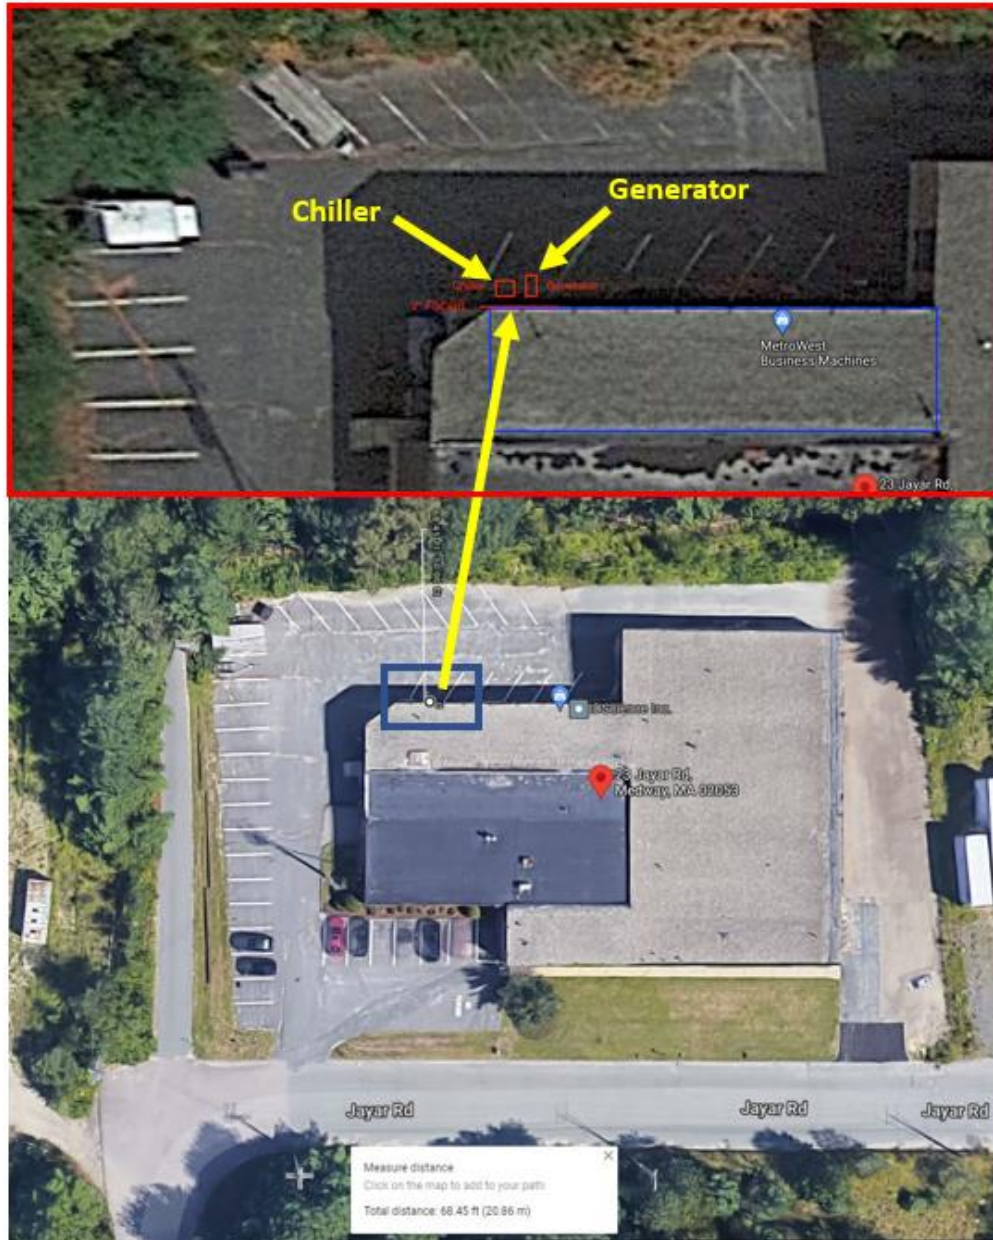 Generator
Chiller
Generator
MetroWest
Business Machines
23 Jayar Rd,
23 Jayar Rd,
Medway, MA 02053
Jayar Rd
Jayar Rd
Jayar Rd
Measure distance
Click on the map to add to your path
Total distance: 68.45 ft (20.86 m)